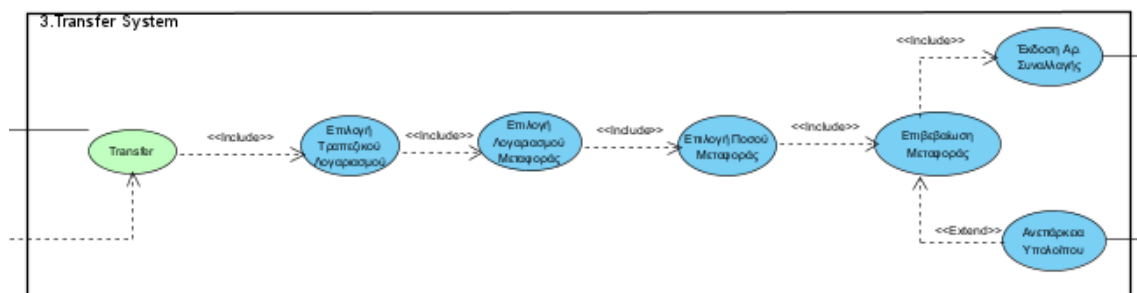 3.Transfer System
<<Include>>
Έκδοση Αρ.
Συναλλαγής
Transfer
<<Include>>
Επιλογή
Τραπεζικού
Λογαριασμού
<<Include>>
Επιλογή
Λογαριασμού
Μεταφοράς
<<Include>>
Επιλογή Ποσού
Μεταφοράς
<<Include>>
Επιβεβαίωση
Μεταφοράς
<<Extend>>
Ανεπάρκεια
Υπολοίπου